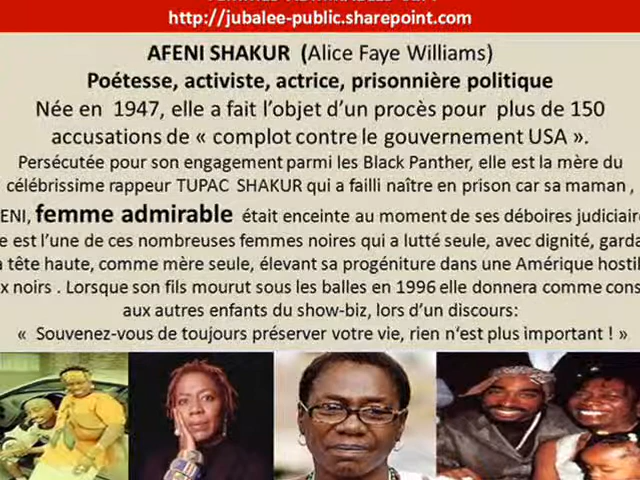 http://jubalee-public.sharepoint.com
AFENI SHAKUR (Alice Faye Williams)
Poétesse, activiste, actrice, prisonnière politique
Née en 1947, elle a fait l'objet d'un procès pour plus de 150
accusations de « complot contre le gouvernement USA ».
Persécutée pour son engagement parmi les Black Panther, elle est la mère du
célébrissime rappeur TUPAC SHAKUR qui a failli naître en prison car sa maman ,
ENI, femme admirable était enceinte au moment de ses déboires judiciaire
e est l'une de ces nombreuses femmes noires qui a lutté seule, avec dignité, garda
a tête haute, comme mère seule, élevant sa progéniture dans une Amérique hostil
x noirs . Lorsque son fils mourut sous les balles en 1996 elle donnera comme cons
aux autres enfants du show-biz, lors d'un discours:
« Souvenez-vous de toujours préserver votre vie, rien n'est plus important ! »